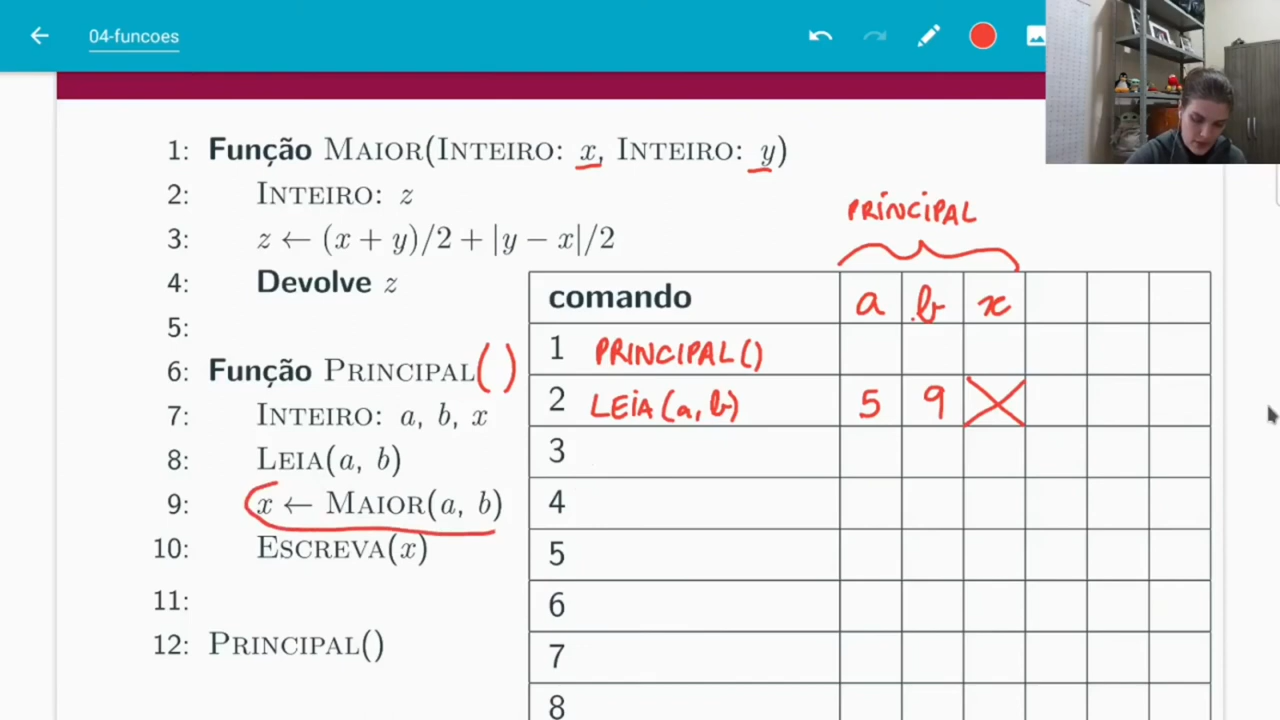 04-funcoes
1: Função MAIOR(INTEIRO: x, INTEIRO: y)
2: INTEIRO: z
3: z ← (x + y)/2 + |y − x|/2
4: Devolve z
5:
6: Função PRINCIPAL()
7: INTEIRO: a, b, x
8: LEIA(a, b)
9: x ← MAIOR(a, b)
10: ESCREVA(x)
11:
12: PRINCIPAL()
PRINCIPAL
comando a b x
1 PRINCIPAL()
2 LEIA(a, b) 5 9
3
4
5
6
7
8